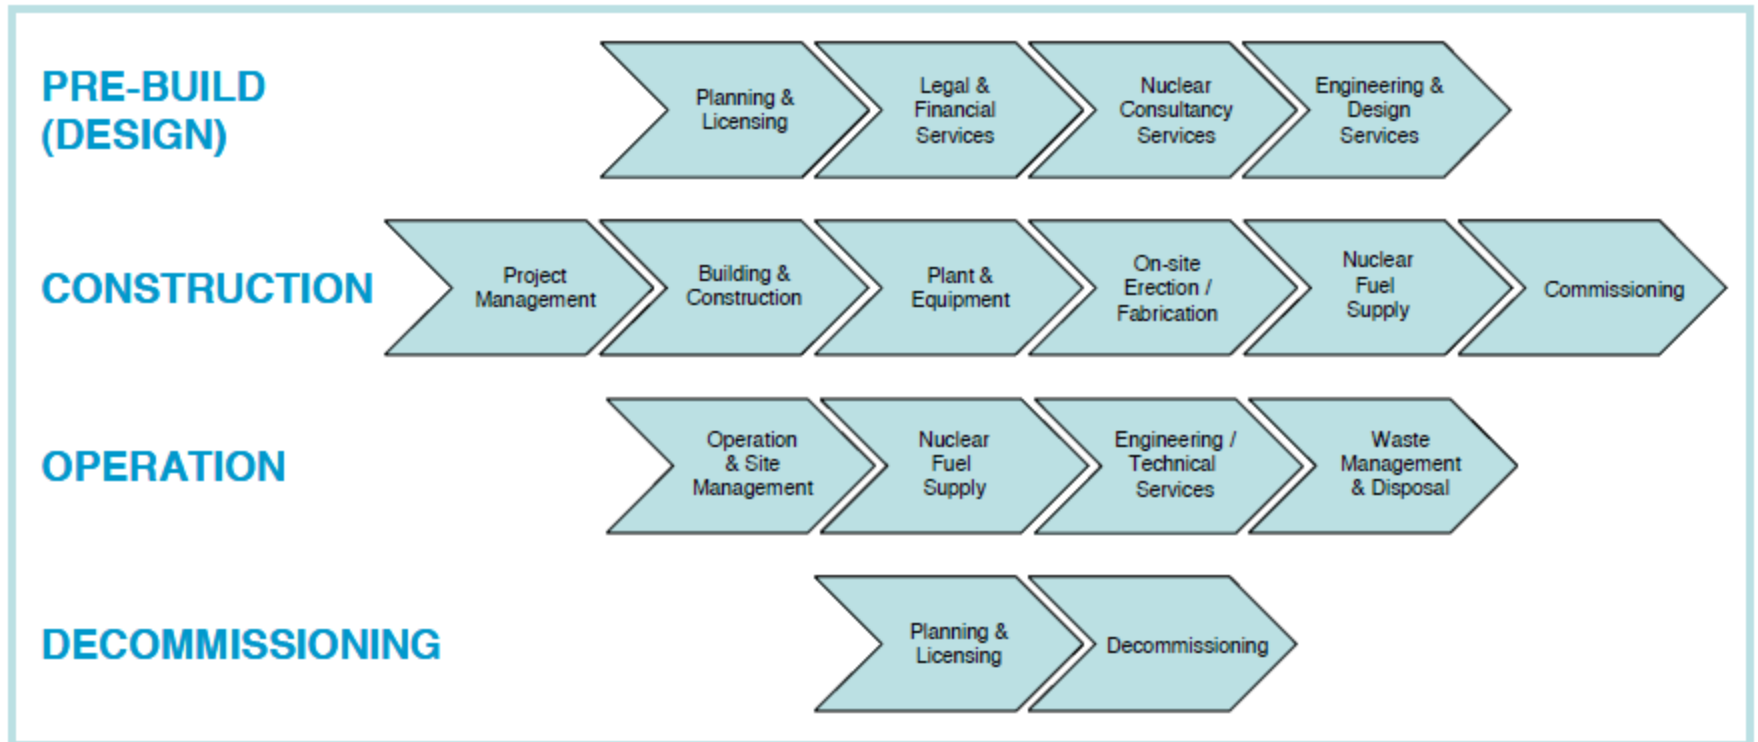 PRE-BUILD
(DESIGN)
Planning &
Licensing
Legal &
Financial
Services
Nuclear
Consultancy
Services
Engineering &
Design
Services
CONSTRUCTION
Project
Management
Building &
Construction
Plant &
Equipment
On-site
Erection /
Fabrication
Nuclear
Fuel
Supply
Commissioning
OPERATION
Operation
& Site
Management
Nuclear
Fuel
Supply
Engineering /
Technical
Services
Waste
Management
& Disposal
DECOMMISSIONING
Planning &
Licensing
Decommissioning